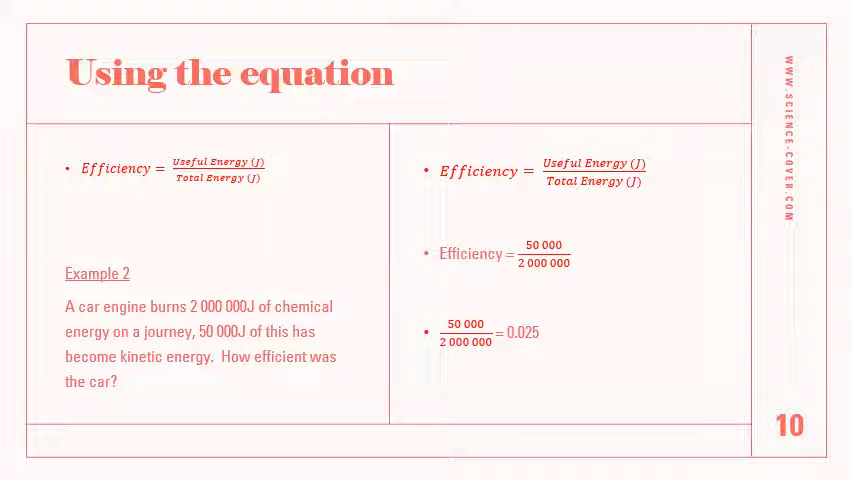 Using the equation
• Efficiency = Useful Energy (J) / Total Energy (J)
Example 2
A car engine burns 2 000 000J of chemical
energy on a journey, 50 000J of this has
become kinetic energy.  How efficient was
the car?
• Efficiency = Useful Energy (J) / Total Energy (J)
• Efficiency = 50 000 / 2 000 000
• 50 000 / 2 000 000 = 0.025
WWW.SCIENCE-COVER.COM
10